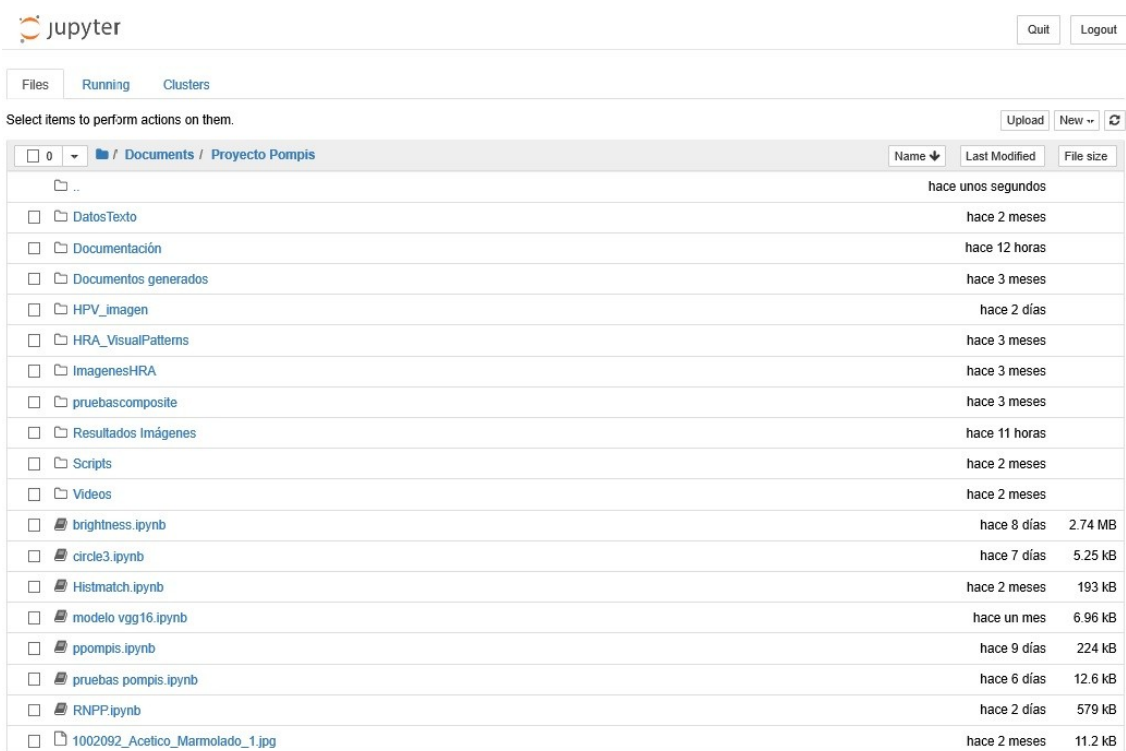 jupyter
Quit Logout
Files Running Clusters
Select items to perform actions on them.
Upload New
0 / Documents / Proyecto Pompis Name Last Modified File size
.. hace unos segundos
DatosTexto hace 2 meses
Documentación hace 12 horas
Documentos generados hace 3 meses
HPV_imagen hace 2 días
HRA_VisualPatterns hace 3 meses
ImagenesHRA hace 3 meses
pruebascomposite hace 3 meses
Resultados Imágenes hace 11 horas
Scripts hace 2 meses
Videos hace 2 meses
brightness.ipynb hace 8 días 2.74 MB
circle3.ipynb hace 7 días 5.25 kB
Histmatch.ipynb hace 2 meses 193 kB
modelo vgg16.ipynb hace un mes 6.96 kB
ppompis.ipynb hace 9 días 224 kB
pruebas pompis.ipynb hace 6 días 12.6 kB
RNPP.ipynb hace 2 días 579 kB
1002092_Acetico_Marmolado_1.jpg hace 2 meses 11.2 kB